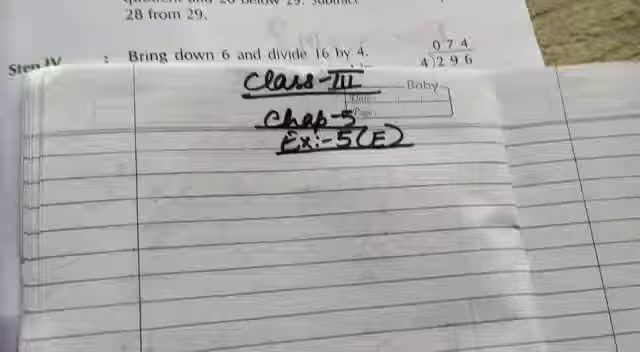 28 from 29.
Step IV : Bring down 6 and divide 16 by 4.
0 7 4
4)2 9 6
Class-III
Baby
Date:
Page:
Chap-5
Ex:-5(E)